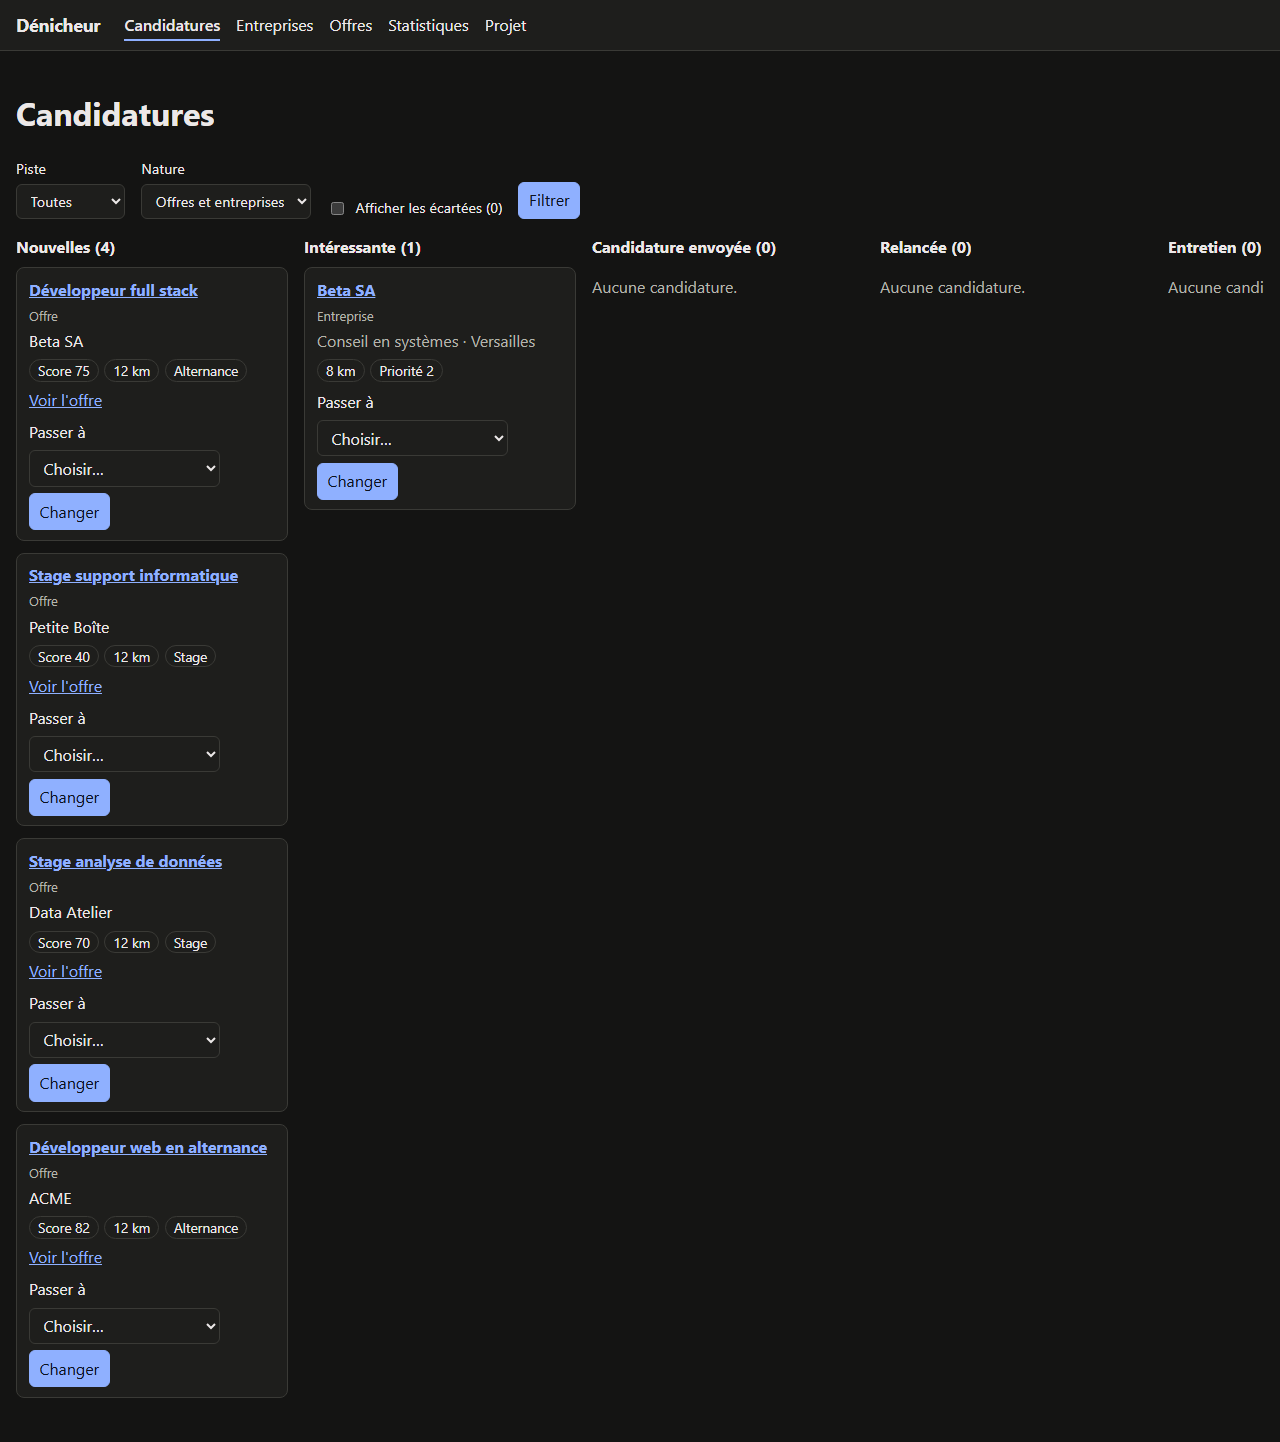 Dénicheur Candidatures Entreprises Offres Statistiques Projet
Candidatures
Piste
Toutes
Nature
Offres et entreprises
Afficher les écartées (0)
Filtrer
Nouvelles (4)
Développeur full stack
Offre
Beta SA
Score 75 12 km Alternance
Voir l'offre
Passer à
Choisir...
Changer
Stage support informatique
Offre
Petite Boîte
Score 40 12 km Stage
Voir l'offre
Passer à
Choisir...
Changer
Stage analyse de données
Offre
Data Atelier
Score 70 12 km Stage
Voir l'offre
Passer à
Choisir...
Changer
Développeur web en alternance
Offre
ACME
Score 82 12 km Alternance
Voir l'offre
Passer à
Choisir...
Changer
Intéressante (1)
Beta SA
Entreprise
Conseil en systèmes · Versailles
8 km Priorité 2
Passer à
Choisir...
Changer
Candidature envoyée (0)
Aucune candidature.
Relancée (0)
Aucune candidature.
Entretien (0)
Aucune candi